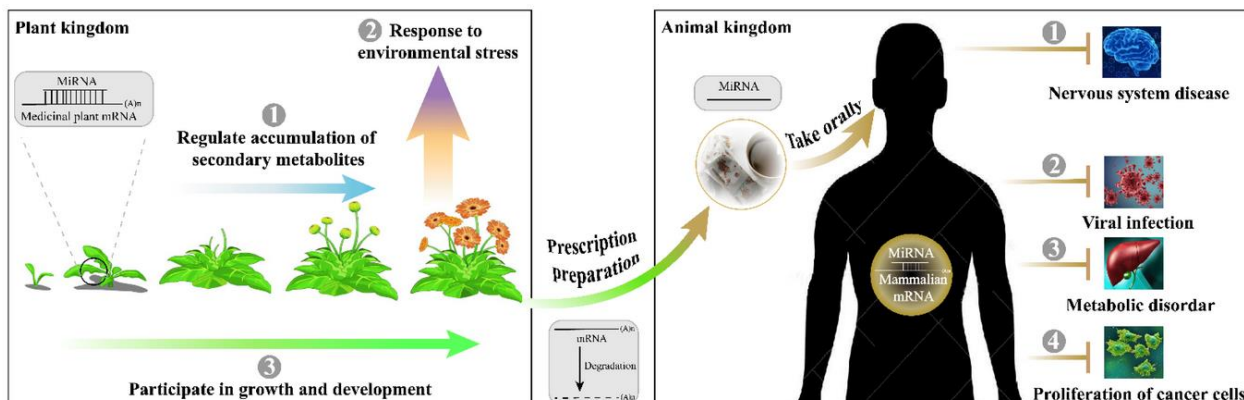 Plant kingdom
MiRNA
(A)n
Medicinal plant mRNA
1
Regulate accumulation of
secondary metabolites
2 Response to
environmental stress
3
Participate in growth and development
Prescription
preparation
(A)n
mRNA
Degradation
(A)n
Animal kingdom
MiRNA
Take orally
MiRNA
(A)n
Mammalian
mRNA
1
Nervous system disease
2
Viral infection
3
Metabolic disordar
4
Proliferation of cancer cells